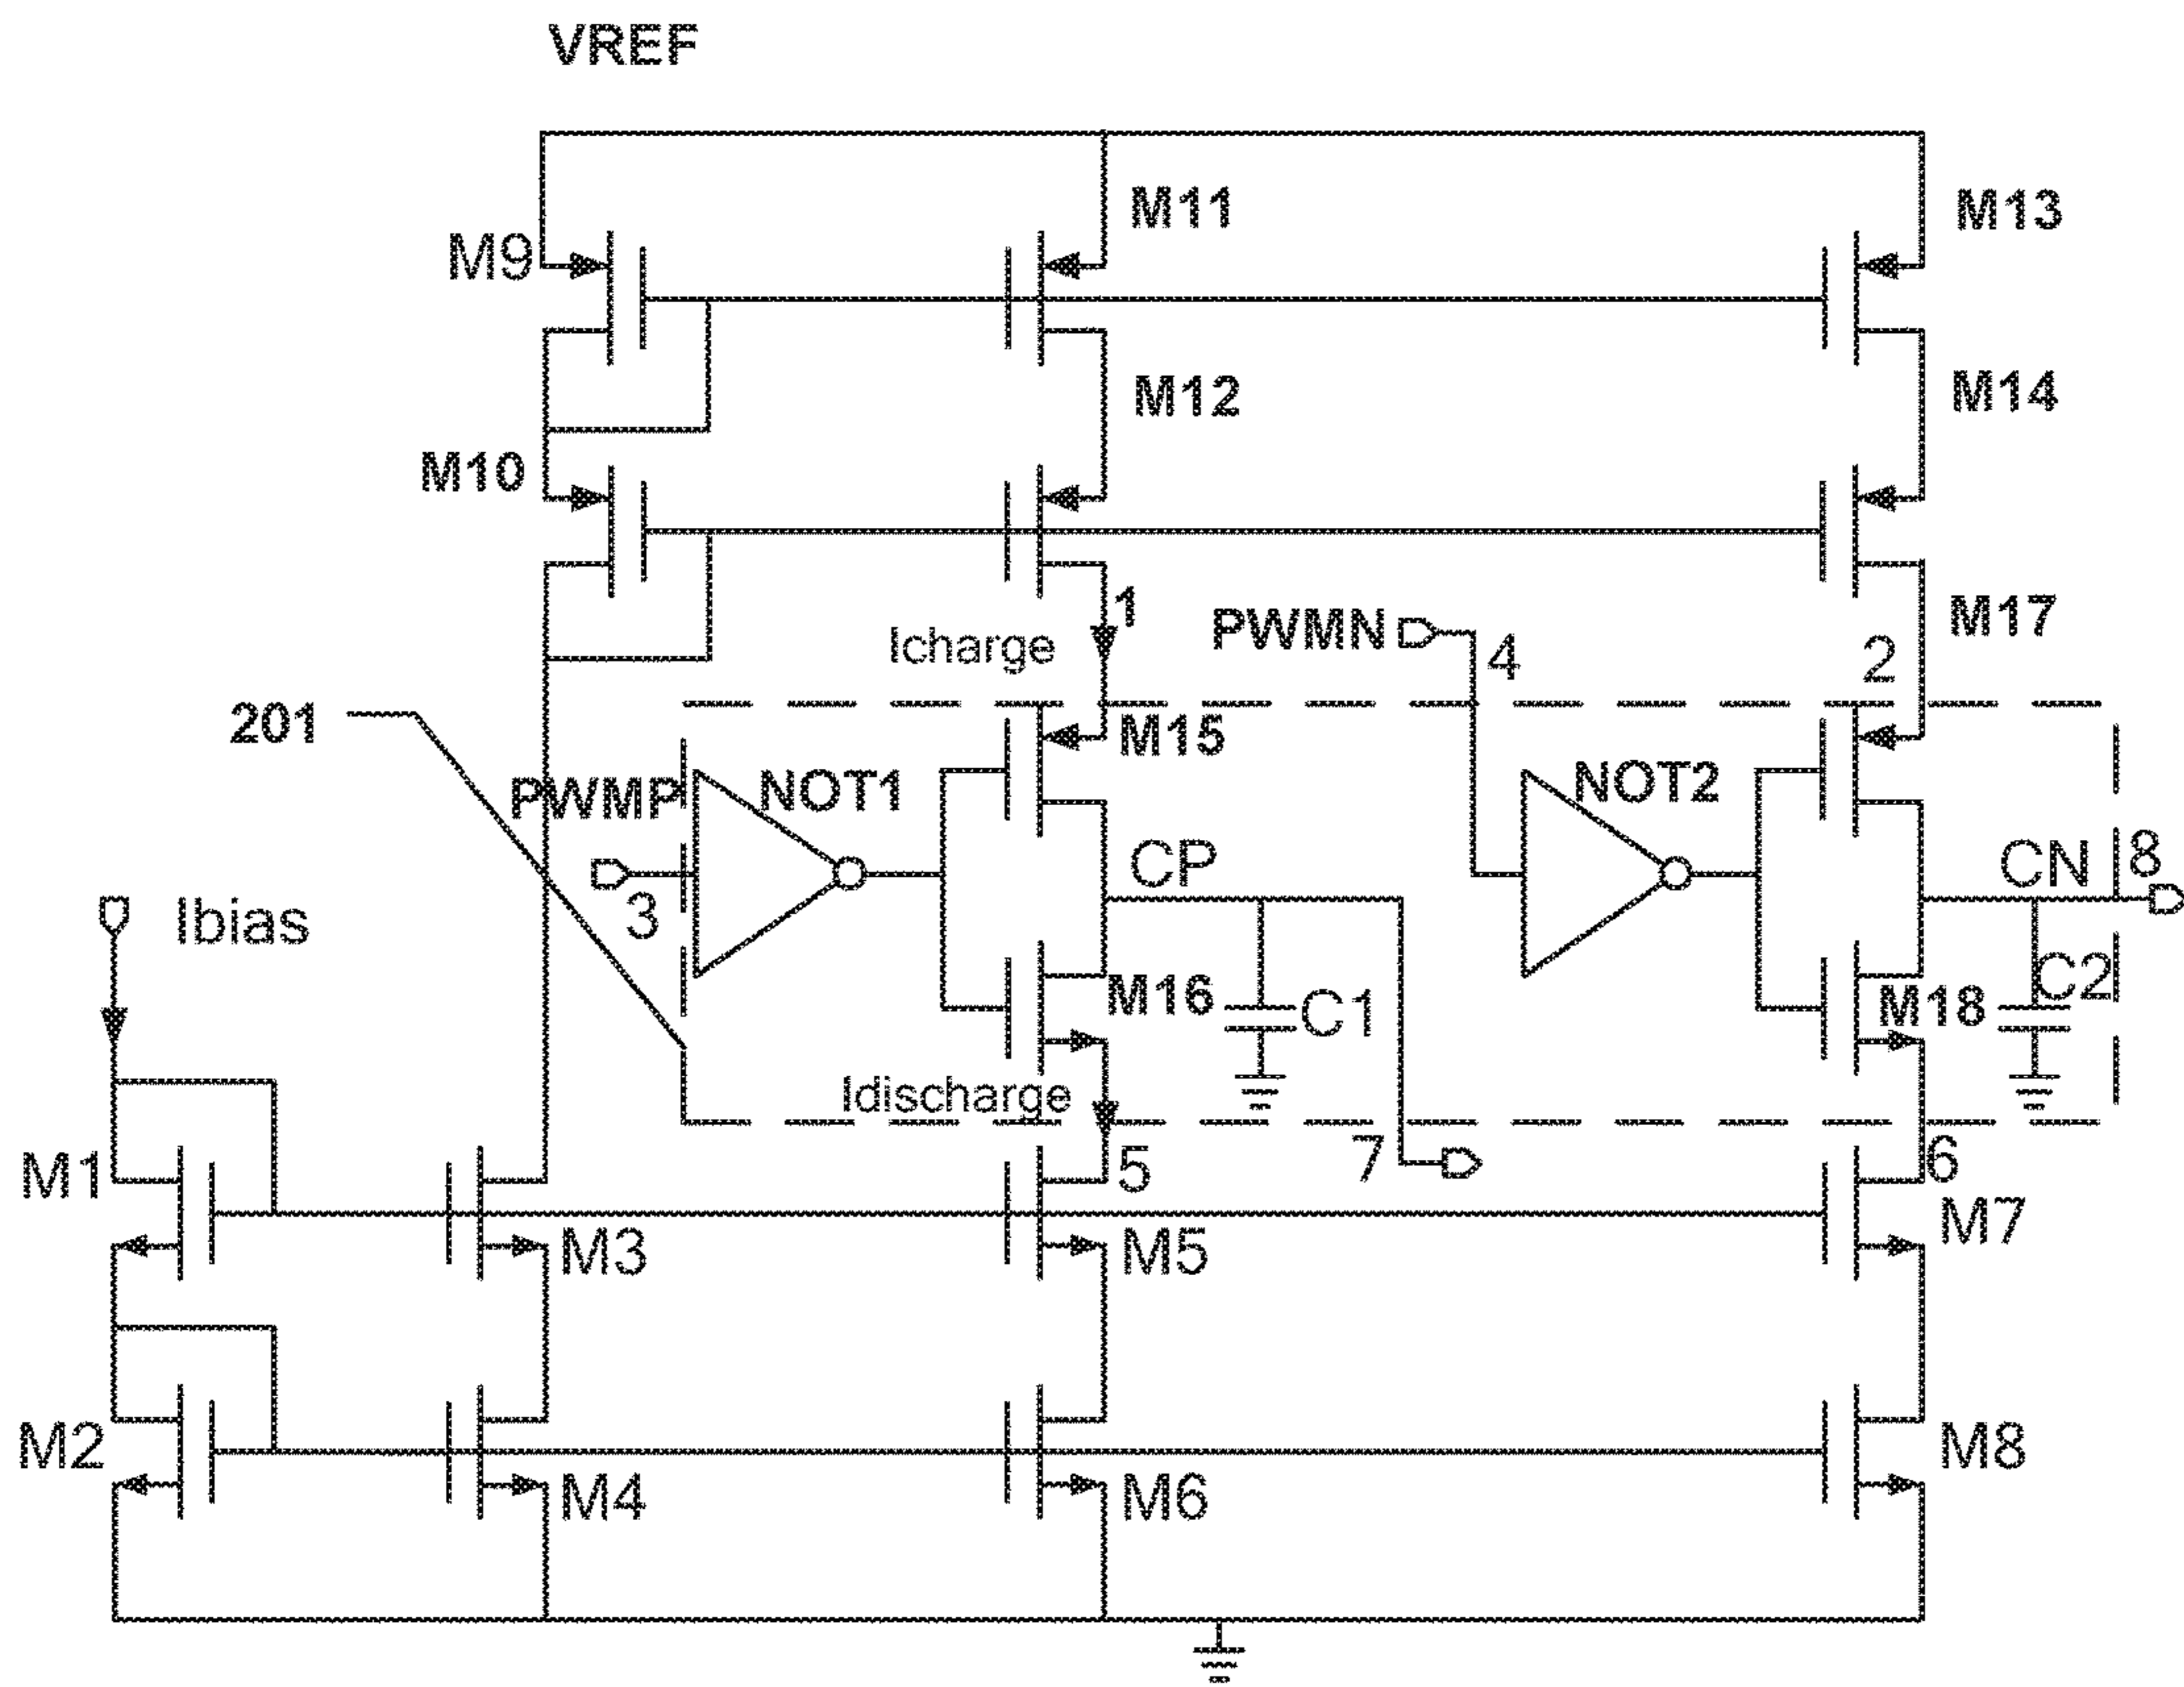 VREF
M11
M13
M9
M12
M14
M10
1
PWMN
4
M17
Icharge
2
201
M15
PWMP
NOT1
NOT2
CP
CN
8
3
Ibias
M16
C1
M18
C2
Idischarge
7
5
6
M1
M3
M5
M7
M2
M4
M6
M8